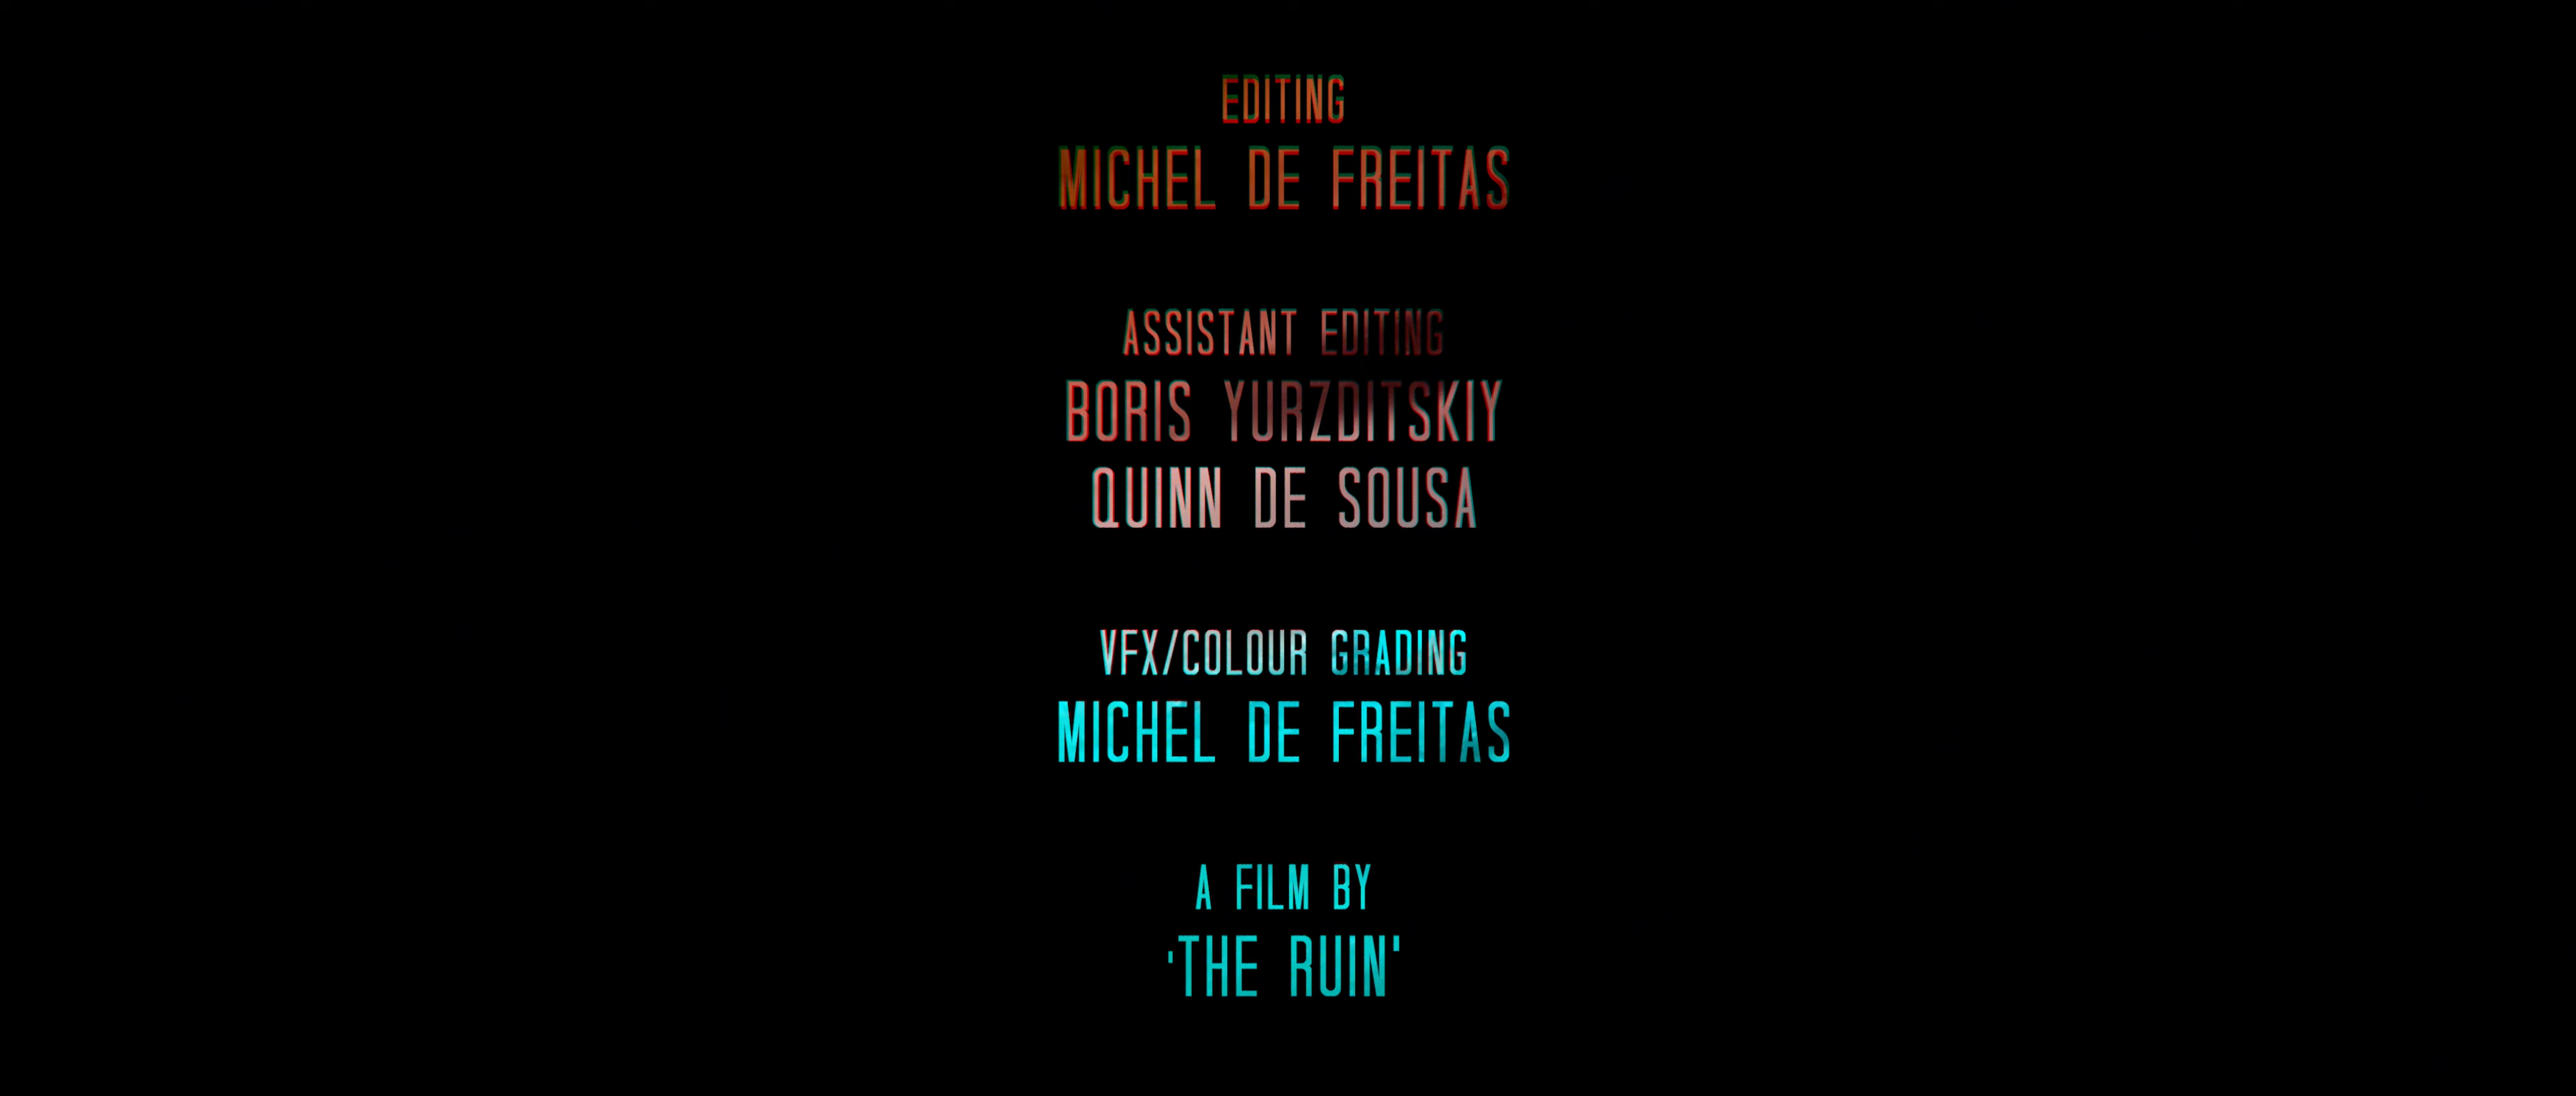 EDITING
MICHEL DE FREITAS
ASSISTANT EDITING
BORIS YURZDITSKIY
QUINN DE SOUSA
VFX/COLOUR GRADING
MICHEL DE FREITAS
A FILM BY
'THE RUIN'